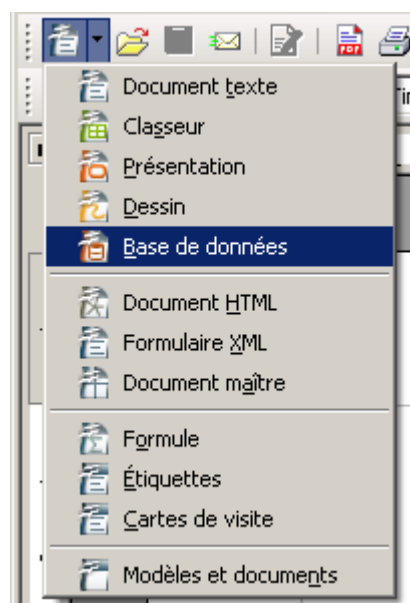 PDF
Document texte
Classeur
Présentation
Dessin
Base de données
Document HTML
Formulaire XML
Document maître
Formule
Étiquettes
Cartes de visite
Modèles et documents